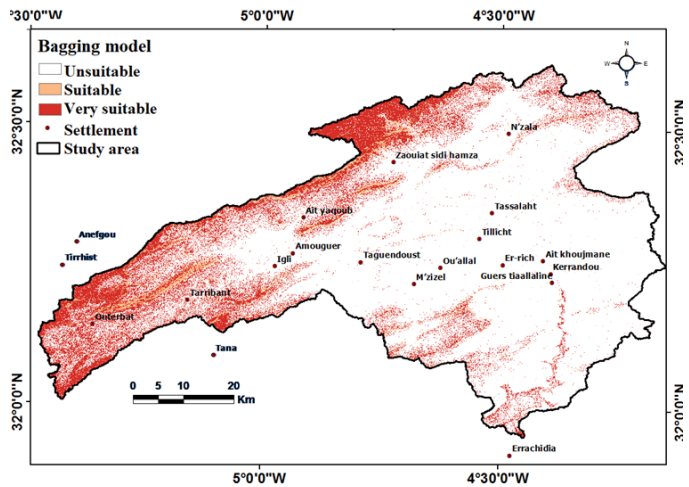 5°30'0"W
5°0'0"W
4°30'0"W
Bagging model
Unsuitable
Suitable
Very suitable
Settlement
Study area
N
W E
S
32°30'0"N
32°30'0"N
N'zala
Zaouiat sidi hamza
Ait yaqoub
Tassalaht
Anefgou
Tillicht
Tirrhist
Amouguer
Igli
Taguendoust
Ou'allal
Er-rich
Ait khoujmane
M'zizel
Guers tiaallaline
Kerrandou
Tarribant
Outerbat
Tana
0 5 10 20
Km
32°0'0"N
32°0'0"N
Errachidia
5°0'0"W
4°30'0"W